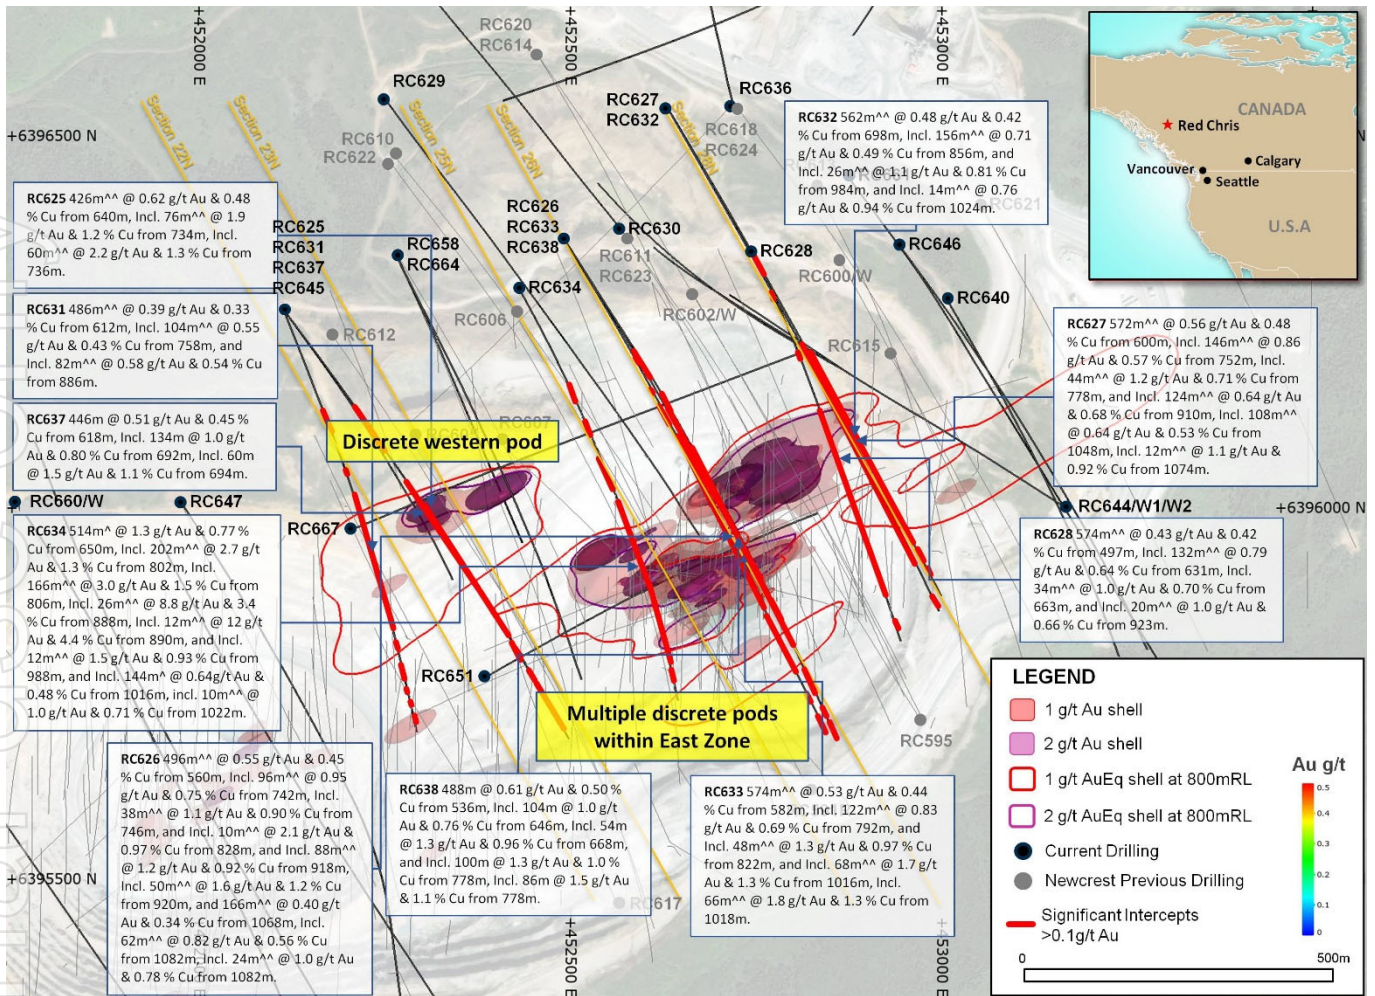 +452000 E
+452500 E
+453000 E
RC620
RC614
RC629
RC627
RC632
RC636
RC618
RC624
RC610
RC622
Section 22N
Section 23N
Section 25N
Section 26N
Section 28N
+6396500 N
RC632 562m^^ @ 0.48 g/t Au & 0.42
% Cu from 698m, Incl. 156m^^ @ 0.71
g/t Au & 0.49 % Cu from 856m, and
Incl. 26m^^ @ 1.1 g/t Au & 0.81 % Cu from
984m, and Incl. 14m^^ @ 0.76
g/t Au & 0.94 % Cu from 1024m.
RC621
CANADA
Red Chris
Vancouver
Calgary
Seattle
U.S.A
RC625 426m^^ @ 0.62 g/t Au & 0.48
% Cu from 640m, Incl. 76m^^ @ 1.9
g/t Au & 1.2 % Cu from 734m, Incl.
60m^^ @ 2.2 g/t Au & 1.3 % Cu from
736m.
RC625
RC631
RC637
RC645
RC658
RC664
RC626
RC633
RC638
RC630
RC611
RC623
RC628
RC600/W
RC646
RC640
RC634
RC606
RC602/W
RC612
RC615
RC607
RC631 486m^^ @ 0.39 g/t Au & 0.33
% Cu from 612m, Incl. 104m^^ @ 0.55
g/t Au & 0.43 % Cu from 758m, and
Incl. 82m^^ @ 0.58 g/t Au & 0.54 % Cu
from 886m.
RC627 572m^^ @ 0.56 g/t Au & 0.48
% Cu from 600m, Incl. 146m^^ @ 0.86
g/t Au & 0.57 % Cu from 752m, Incl.
44m^^ @ 1.2 g/t Au & 0.71 % Cu from
778m, and Incl. 124m^^ @ 0.64 g/t Au
& 0.68 % Cu from 910m, Incl. 108m^^
@ 0.64 g/t Au & 0.53 % Cu from
1048m, Incl. 12m^^ @ 1.1 g/t Au &
0.92 % Cu from 1074m.
RC637 446m @ 0.51 g/t Au & 0.45 %
Cu from 618m, Incl. 134m @ 1.0 g/t
Au & 0.80 % Cu from 692m, Incl. 60m
@ 1.5 g/t Au & 1.1 % Cu from 694m.
Discrete western pod
RC660/W
RC647
RC667
RC644/W1/W2
+6396000 N
RC634 514m^ @ 1.3 g/t Au & 0.77 %
Cu from 650m, Incl. 202m^^ @ 2.7 g/t
Au & 1.3 % Cu from 802m, Incl.
166m^^ @ 3.0 g/t Au & 1.5 % Cu from
806m, Incl. 26m^^ @ 8.8 g/t Au & 3.4
% Cu from 888m, Incl. 12m^^ @ 12 g/t
Au & 4.4 % Cu from 890m, and Incl.
12m^^ @ 1.5 g/t Au & 0.93 % Cu from
988m, and Incl. 144m^ @ 0.64g/t Au &
0.48 % Cu from 1016m, incl. 10m^^ @
1.0 g/t Au & 0.71 % Cu from 1022m.
RC628 574m^^ @ 0.43 g/t Au & 0.42
% Cu from 497m, Incl. 132m^^ @ 0.79
g/t Au & 0.64 % Cu from 631m, Incl.
34m^^ @ 1.0 g/t Au & 0.70 % Cu from
663m, and Incl. 20m^^ @ 1.0 g/t Au &
0.66 % Cu from 923m.
RC651
Multiple discrete pods
within East Zone
RC595
RC626 496m^^ @ 0.55 g/t Au & 0.45
% Cu from 560m, Incl. 96m^^ @ 0.95
g/t Au & 0.75 % Cu from 742m, Incl.
38m^^ @ 1.1 g/t Au & 0.90 % Cu from
746m, and Incl. 10m^^ @ 2.1 g/t Au &
0.97 % Cu from 828m, and Incl. 88m^^
@ 1.2 g/t Au & 0.92 % Cu from 918m,
Incl. 50m^^ @ 1.6 g/t Au & 1.2 % Cu
from 920m, and 166m^^ @ 0.40 g/t
Au & 0.34 % Cu from 1068m, Incl.
62m^^ @ 0.82 g/t Au & 0.56 % Cu
from 1082m, Incl. 24m^^ @ 1.0 g/t Au
& 0.78 % Cu from 1082m.
RC638 488m @ 0.61 g/t Au & 0.50 %
Cu from 536m, Incl. 104m @ 1.0 g/t
Au & 0.76 % Cu from 646m, Incl. 54m
@ 1.3 g/t Au & 0.96 % Cu from 668m,
and Incl. 100m @ 1.3 g/t Au & 1.0 %
Cu from 778m, Incl. 86m @ 1.5 g/t Au
& 1.1 % Cu from 778m.
RC633 574m^^ @ 0.53 g/t Au & 0.44
% Cu from 582m, Incl. 122m^^ @ 0.83
g/t Au & 0.69 % Cu from 792m, and
Incl. 48m^^ @ 1.3 g/t Au & 0.97 % Cu
from 822m, and Incl. 68m^^ @ 1.7 g/t
Au & 1.3 % Cu from 1016m, Incl.
66m^^ @ 1.8 g/t Au & 1.3 % Cu from
1018m.
+6395500 N
RC617
+452500 E
+453000 E
LEGEND
1 g/t Au shell
2 g/t Au shell
1 g/t AuEq shell at 800mRL
2 g/t AuEq shell at 800mRL
Current Drilling
Newcrest Previous Drilling
Significant Intercepts
>0.1g/t Au
Au g/t
0.5
0.4
0.3
0.2
0.1
0
0
500m